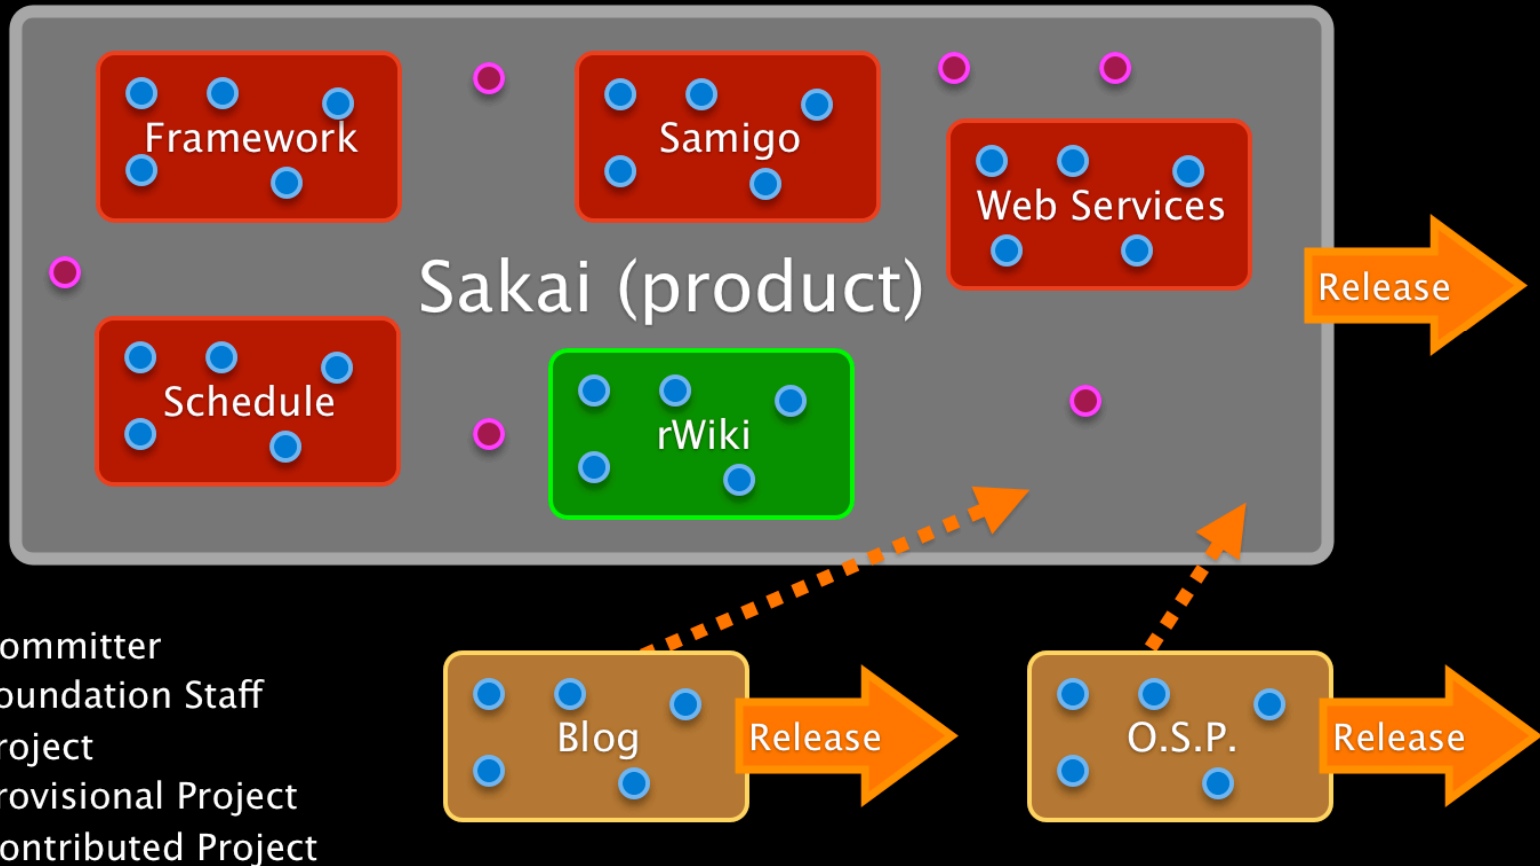 Framework
Samigo
Web Services
Sakai (product)
Release
Schedule
rWiki
ommitter
oundation Staff
roject
rovisional Project
ontributed Project
Blog
Release
O.S.P.
Release